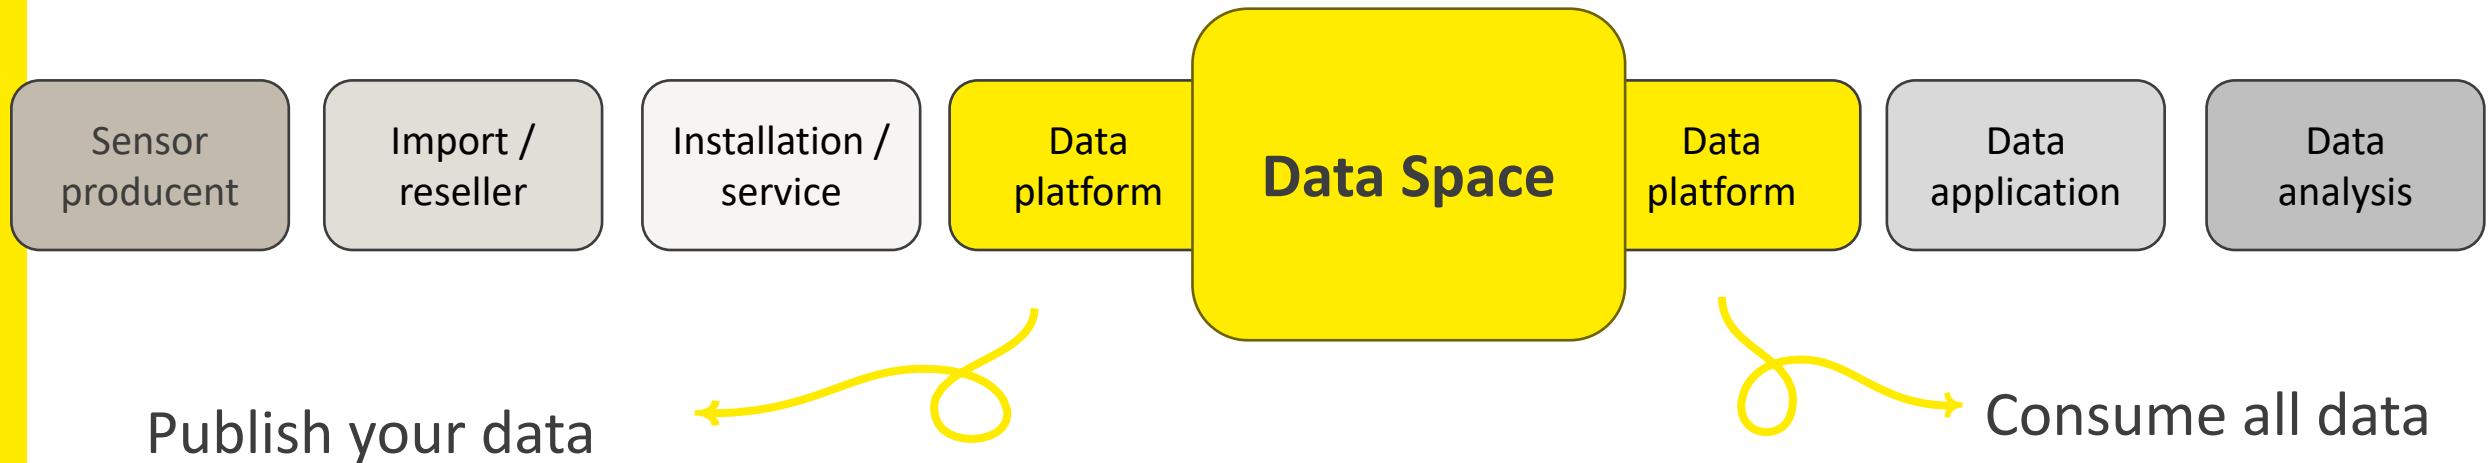 Sensor
producent
Import /
reseller
Installation /
service
Data
platform
Data Space
Data
platform
Data
application
Data
analysis
Publish your data
Consume all data